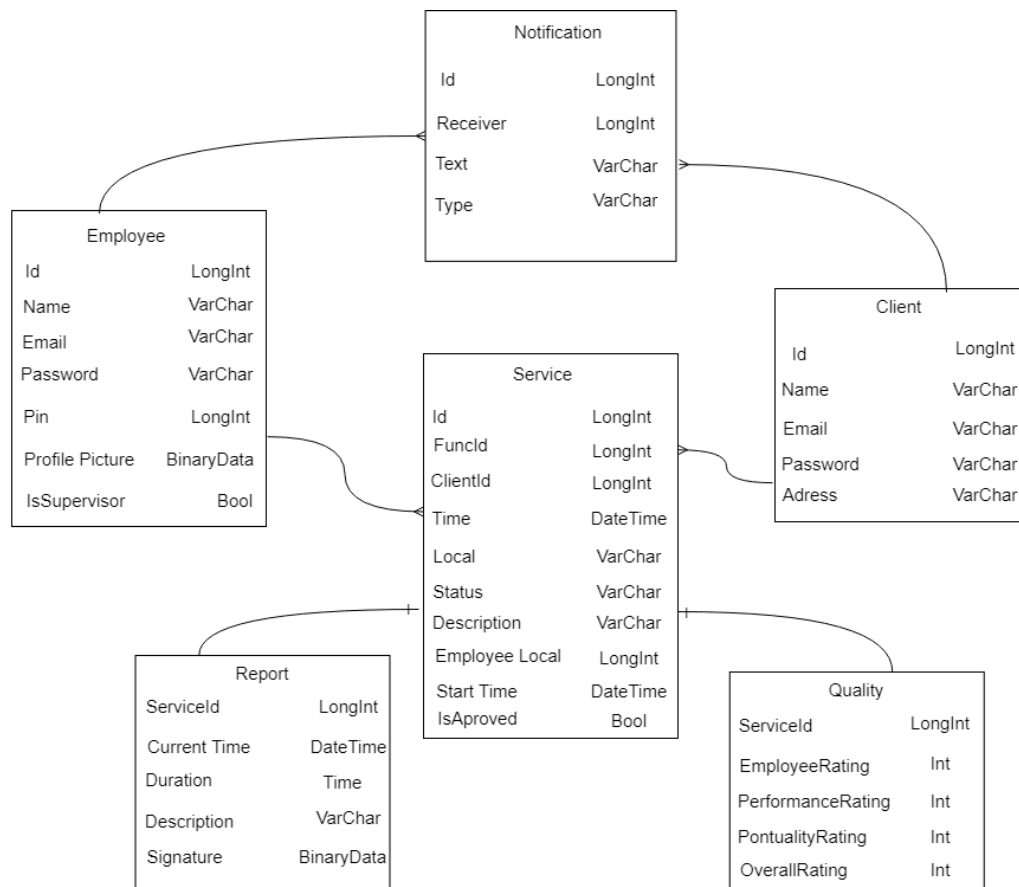 Notification
Id LongInt
Receiver LongInt
Text VarChar
Type VarChar
Employee
Id LongInt
Name VarChar
Email VarChar
Password VarChar
Pin LongInt
Profile Picture BinaryData
IsSupervisor Bool
Client
Id LongInt
Name VarChar
Email VarChar
Password VarChar
Adress VarChar
Service
Id LongInt
FuncId LongInt
ClientId LongInt
Time DateTime
Local VarChar
Status VarChar
Description VarChar
Employee Local LongInt
Start Time DateTime
IsAproved Bool
Report
ServiceId LongInt
Current Time DateTime
Duration Time
Description VarChar
Signature BinaryData
Quality
ServiceId LongInt
EmployeeRating Int
PerformanceRating Int
PontualityRating Int
OverallRating Int